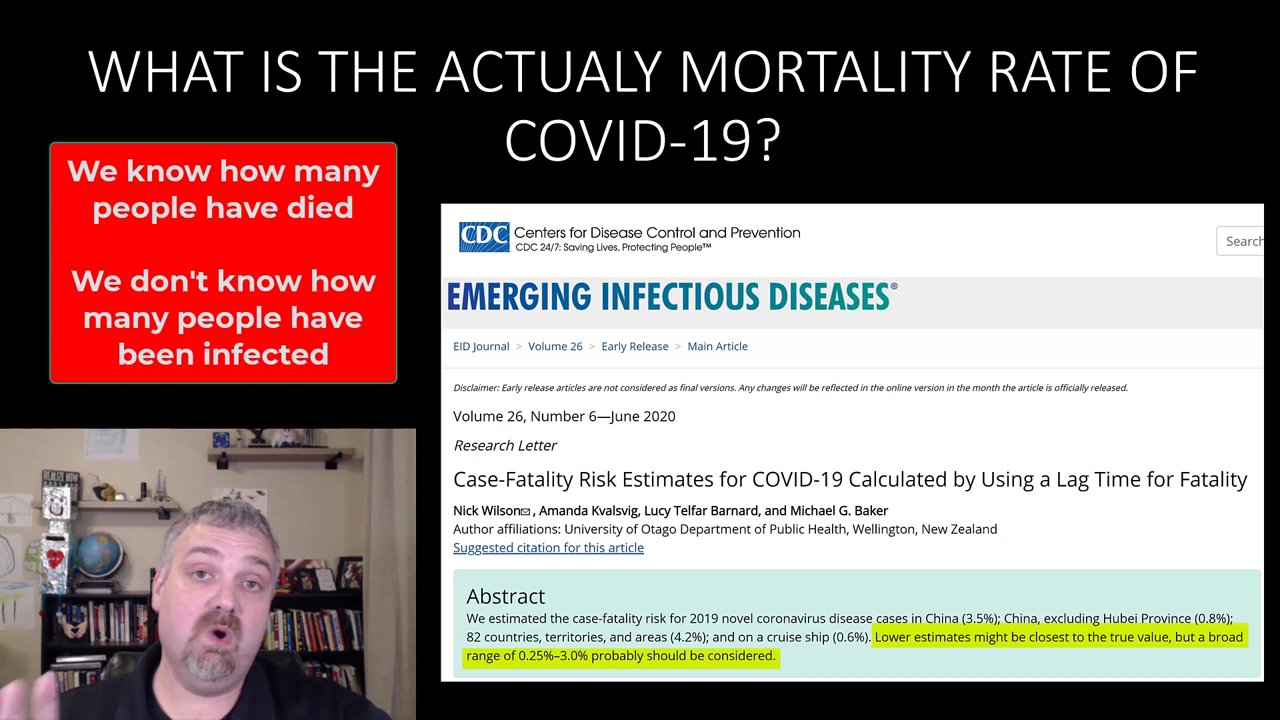 WHAT IS THE ACTUALY MORTALITY RATE OF
COVID-19?
We know how many
people have died
We don't know how
many people have
been infected
CDC Centers for Disease Control and Prevention
CDC 24/7: Saving Lives, Protecting People™
Search
EMERGING INFECTIOUS DISEASES®
EID Journal > Volume 26 > Early Release > Main Article
Disclaimer: Early release articles are not considered as final versions. Any changes will be reflected in the online version in the month the article is officially released.
Volume 26, Number 6—June 2020
Research Letter
Case-Fatality Risk Estimates for COVID-19 Calculated by Using a Lag Time for Fatality
Nick Wilson, Amanda Kvalsvig, Lucy Telfar Barnard, and Michael G. Baker
Author affiliations: University of Otago Department of Public Health, Wellington, New Zealand
Suggested citation for this article
Abstract
We estimated the case-fatality risk for 2019 novel coronavirus disease cases in China (3.5%); China, excluding Hubei Province (0.8%);
82 countries, territories, and areas (4.2%); and on a cruise ship (0.6%). Lower estimates might be closest to the true value, but a broad
range of 0.25%–3.0% probably should be considered.